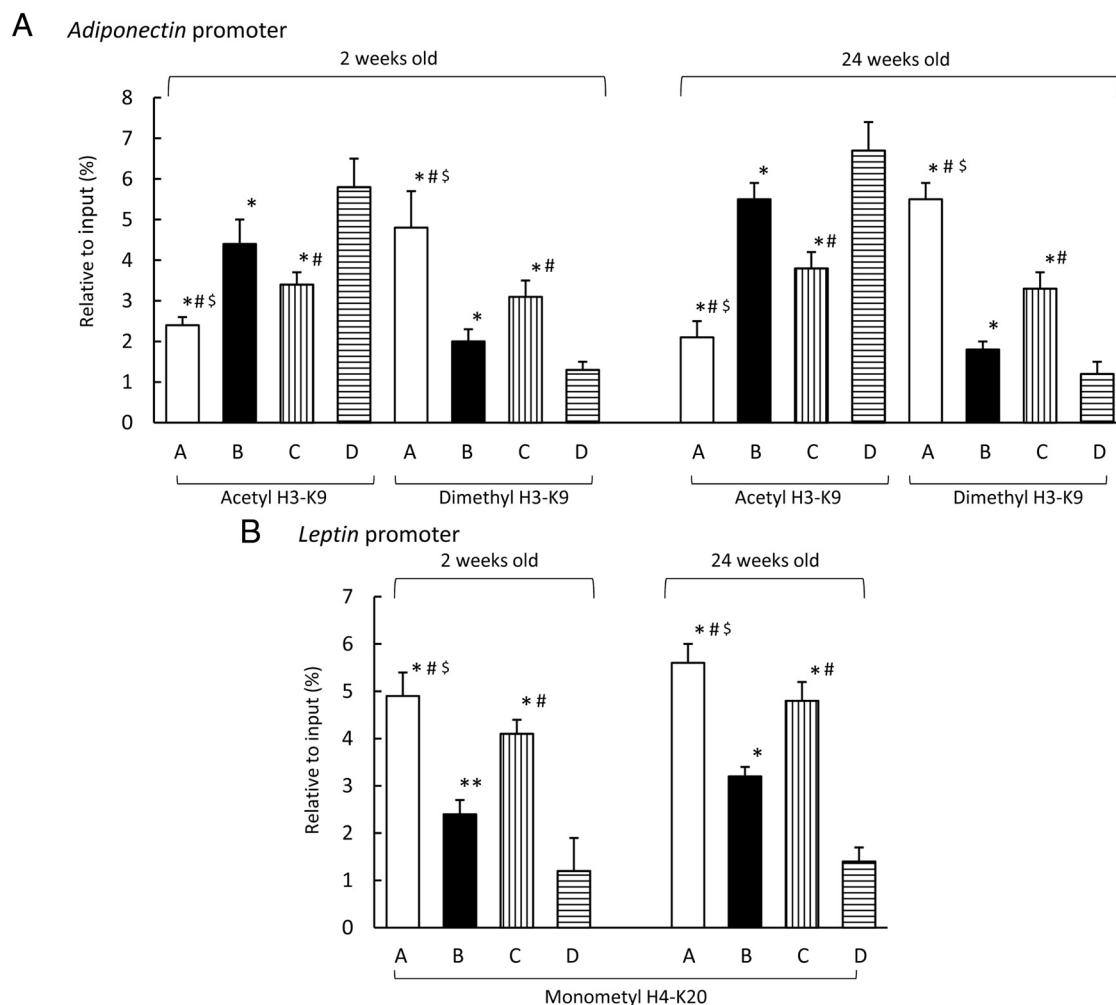 A Adiponectin promoter
2 weeks old 24 weeks old
Relative to input (%)
8
7
6
5
4
3
2
1
0
*#$ * *# *#$ * *# *#$ * *# *#$ * *#
A B C D A B C D A B C D A B C D
Acetyl H3-K9 Dimethyl H3-K9 Acetyl H3-K9 Dimethyl H3-K9
B Leptin promoter
2 weeks old 24 weeks old
Relative to input (%)
7
6
5
4
3
2
1
0
*#$ ** *# *#$ * *#
A B C D A B C D
Monometyl H4-K20